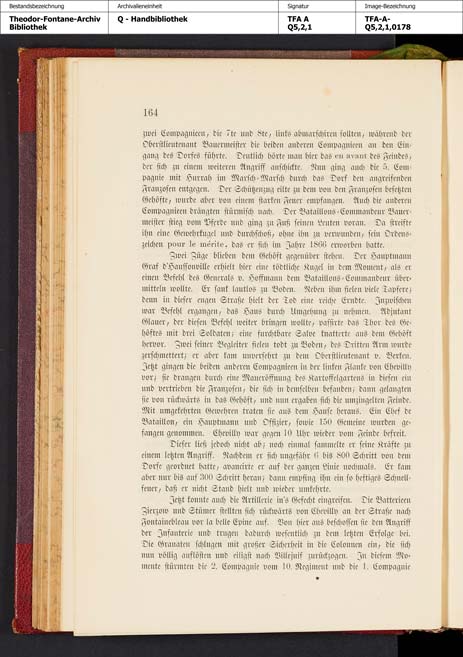 Bestandsbezeichnung
Archivalieneinheit
Signatur
Image-Bezeichnung
Theodor-Fontane-Archiv
Bibliothek
Q - Handbibliothek
TFA A
Q5,2,1
TFA-A-
Q5,2,1,0178
164
zwei Compagnieen, die 7te und 8te, links abmarschiren sollten, während der
Oberstlieutenant Bauermeister die beiden anderen Compagnieen an den Ein-
gang des Dorfes führte. Deutlich hörte man hier das en avant des Feindes,
der sich zu einem weiteren Angriff anschickte. Nun ging auch die 5. Com-
pagnie mit Hurrah im Marsch-Marsch durch das Dorf den angreifenden
Franzosen entgegen. Der Schützenzug eilte zu dem von den Franzosen besetzten
Gehöfte, wurde aber von einem starken Feuer empfangen. Auch die anderen
Compagnieen drängten stürmisch nach. Der Bataillons-Commandeur Bauer-
meister stieg vom Pferde und ging zu Fuß seinen Leuten voran. Da streifte
ihn eine Gewehrkugel und durchschoß, ohne ihn zu verwunden, sein Ordens-
zeichen pour le mérite, das er sich im Jahre 1866 erworben hatte.
Zwei Züge blieben dem Gehöft gegenüber stehen. Der Hauptmann
Graf d'Haussonville erhielt hier eine tödtliche Kugel in dem Moment, als er
einen Befehl des Generals v. Hoffmann dem Bataillons-Commandeur über-
mitteln wollte. Er sank lautlos zu Boden. Neben ihm fielen viele Tapfere,
denn in dieser engen Straße hielt der Tod eine reiche Erndte. Inzwischen
war Befehl ergangen, das Haus durch Umgehung zu nehmen. Adjutant
Glauer, der diesen Befehl weiter bringen wollte, passirte das Thor des Ge-
höftes mit drei Soldaten; eine furchtbare Salve knatterte aus dem Gehöft
hervor. Zwei seiner Begleiter fielen todt zu Boden, des Dritten Arm wurde
zerschmettert; er aber kam unversehrt zu dem Oberstlieutenant v. Berken.
Jetzt gingen die beiden anderen Compagnieen in der linken Flanke von Chevilly
vor; sie drangen durch eine Maueröffnung des Kartoffelgartens in diesen ein
und vertrieben die Franzosen, die sich in demselben befanden; dann gelangten
sie von rückwärts in das Gehöft, und nun ergaben sich die umzingelten Feinde.
Mit umgekehrten Gewehren traten sie aus dem Hause heraus. Ein Chef de
Bataillon, ein Hauptmann und Offizier, sowie 150 Gemeine wurden ge-
fangen genommen. Chevilly war gegen 10 Uhr wieder vom Feinde befreit.
Dieser ließ jedoch nicht ab; noch einmal sammelte er seine Kräfte zu
einem letzten Angriff. Nachdem er sich ungefähr 6 bis 800 Schritt von dem
Dorfe geordnet hatte, avancirte er auf der ganzen Linie nochmals. Er kam
aber nur bis auf 300 Schritt heran; dann empfing ihn ein so heftiges Schnell-
feuer, daß er nicht Stand hielt und wieder umkehrte.
Jetzt konnte auch die Artillerie in's Gefecht eingreifen. Die Batterieen
Zierzow und Stümer stellten sich rückwärts von Chevilly an der Straße nach
Fontainebleau vor la belle Epine auf. Von hier aus beschossen sie den Angriff
der Infanterie und trugen dadurch wesentlich zu dem letzten Erfolge bei.
Die Granaten schlugen mit großer Sicherheit in die Colonnen ein, die sich
nun völlig auflösten und eiligst nach Villejuif zurückzogen. In diesem Mo-
mente stürmten die 2. Compagnie vom 10. Regiment und die 1. Compagnie